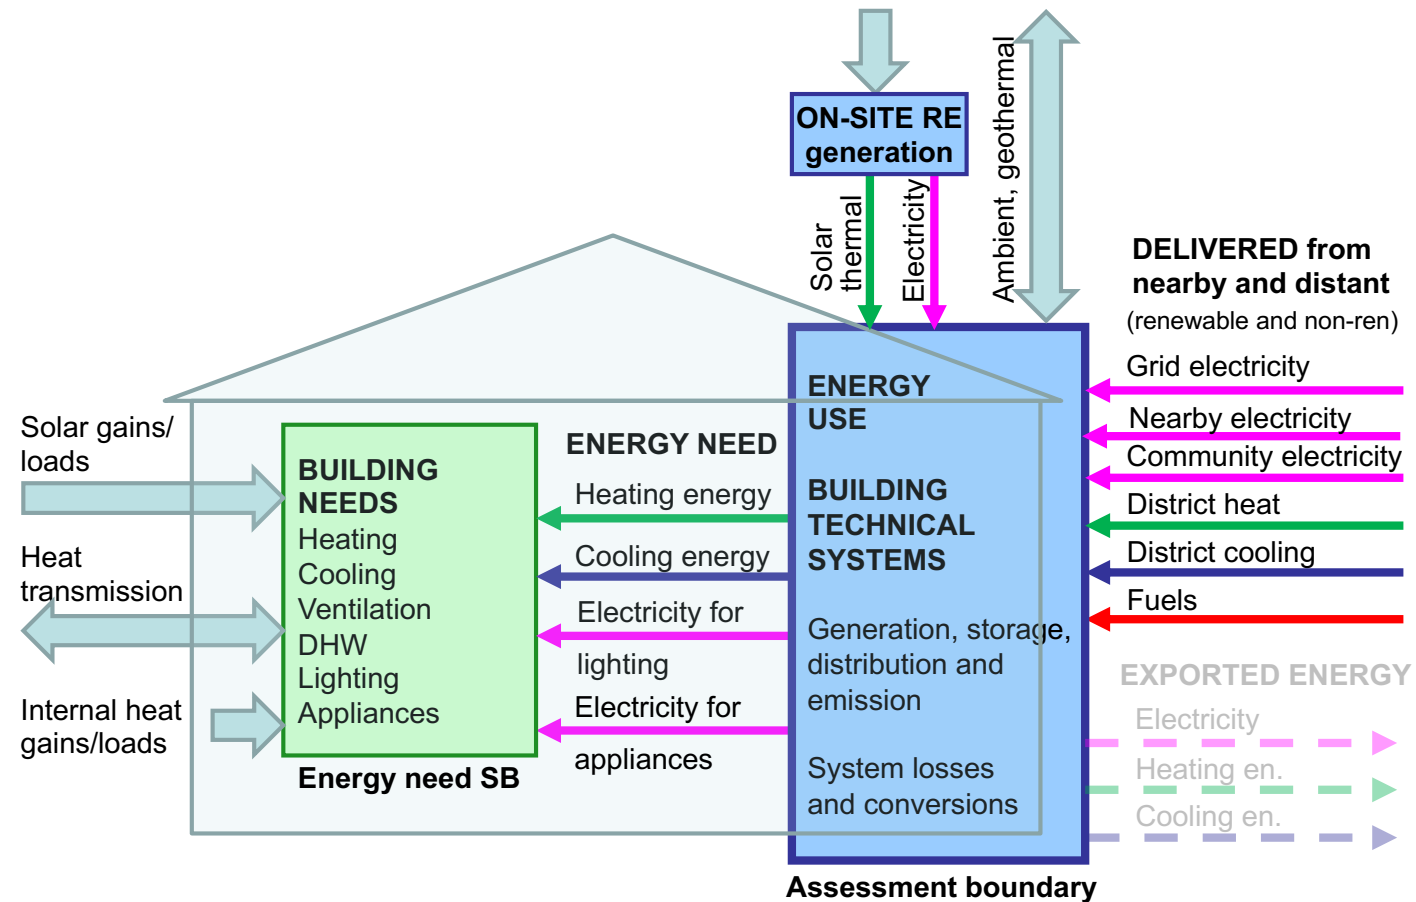 ON-SITE RE
generation
Solar
thermal
Electricity
Ambient, geothermal
DELIVERED from
nearby and distant
(renewable and non-ren)
Grid electricity
Nearby electricity
Community electricity
District heat
District cooling
Fuels
EXPORTED ENERGY
Electricity
Heating en.
Cooling en.
ENERGY
USE
BUILDING
TECHNICAL
SYSTEMS
Generation, storage,
distribution and
emission
System losses
and conversions
Assessment boundary
ENERGY NEED
Heating energy
Cooling energy
Electricity for
lighting
Electricity for
appliances
BUILDING
NEEDS
Heating
Cooling
Ventilation
DHW
Lighting
Appliances
Energy need SB
Solar gains/
loads
Heat
transmission
Internal heat
gains/loads